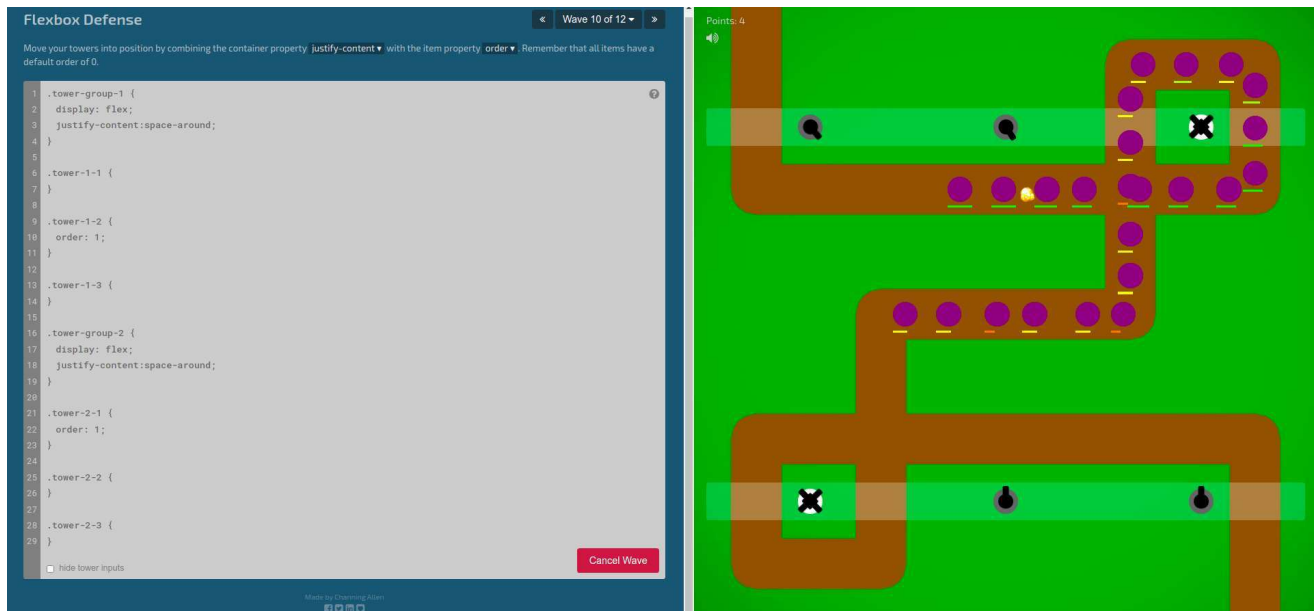 Flexbox Defense
« Wave 10 of 12 ▾ »
Move your towers into position by combining the container property justify-content ▾ with the item property order ▾ . Remember that all items have a
default order of 0.
1 .tower-group-1 {
2 display: flex;
3 justify-content:space-around;
4 }
5
6 .tower-1-1 {
7 }
8
9 .tower-1-2 {
10 order: 1;
11 }
12
13 .tower-1-3 {
14 }
15
16 .tower-group-2 {
17 display: flex;
18 justify-content:space-around;
19 }
20
21 .tower-2-1 {
22 order: 1;
23 }
24
25 .tower-2-2 {
26 }
27
28 .tower-2-3 {
29 }
hide tower inputs
Cancel Wave
Made by Channing Allen
Points: 4